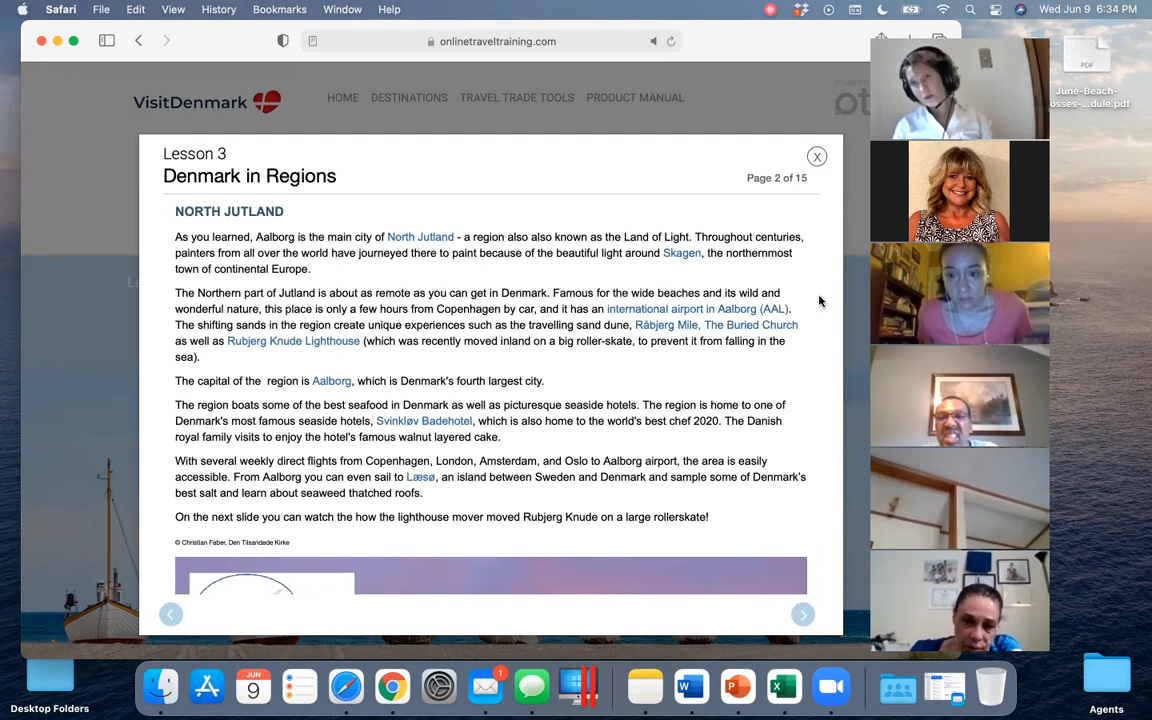 Safari File Edit View History Bookmarks Window Help Wed Jun 9 6:34 PM
onlinetraveltraining.com
VisitDenmark HOME DESTINATIONS TRAVEL TRADE TOOLS PRODUCT MANUAL
PDF
June-Beach-
osses-...dule.pdf
Lesson 3
X
Denmark in Regions
Page 2 of 15
NORTH JUTLAND
As you learned, Aalborg is the main city of North Jutland - a region also also known as the Land of Light. Throughout centuries,
painters from all over the world have journeyed there to paint because of the beautiful light around Skagen, the northernmost
town of continental Europe.
The Northern part of Jutland is about as remote as you can get in Denmark. Famous for the wide beaches and its wild and
wonderful nature, this place is only a few hours from Copenhagen by car, and it has an international airport in Aalborg (AAL).
The shifting sands in the region create unique experiences such as the travelling sand dune, Råbjerg Mile, The Buried Church
as well as Rubjerg Knude Lighthouse (which was recently moved inland on a big roller-skate, to prevent it from falling in the
sea).
The capital of the region is Aalborg, which is Denmark's fourth largest city.
The region boats some of the best seafood in Denmark as well as picturesque seaside hotels. The region is home to one of
Denmark's most famous seaside hotels, Svinkløv Badehotel, which is also home to the world's best chef 2020. The Danish
royal family visits to enjoy the hotel's famous walnut layered cake.
With several weekly direct flights from Copenhagen, London, Amsterdam, and Oslo to Aalborg airport, the area is easily
accessible. From Aalborg you can even sail to Læsø, an island between Sweden and Denmark and sample some of Denmark's
best salt and learn about seaweed thatched roofs.
On the next slide you can watch the how the lighthouse mover moved Rubjerg Knude on a large rollerskate!
© Christian Faber, Den Tilsandede Kirke
JUN
9
1
Desktop Folders
Agents